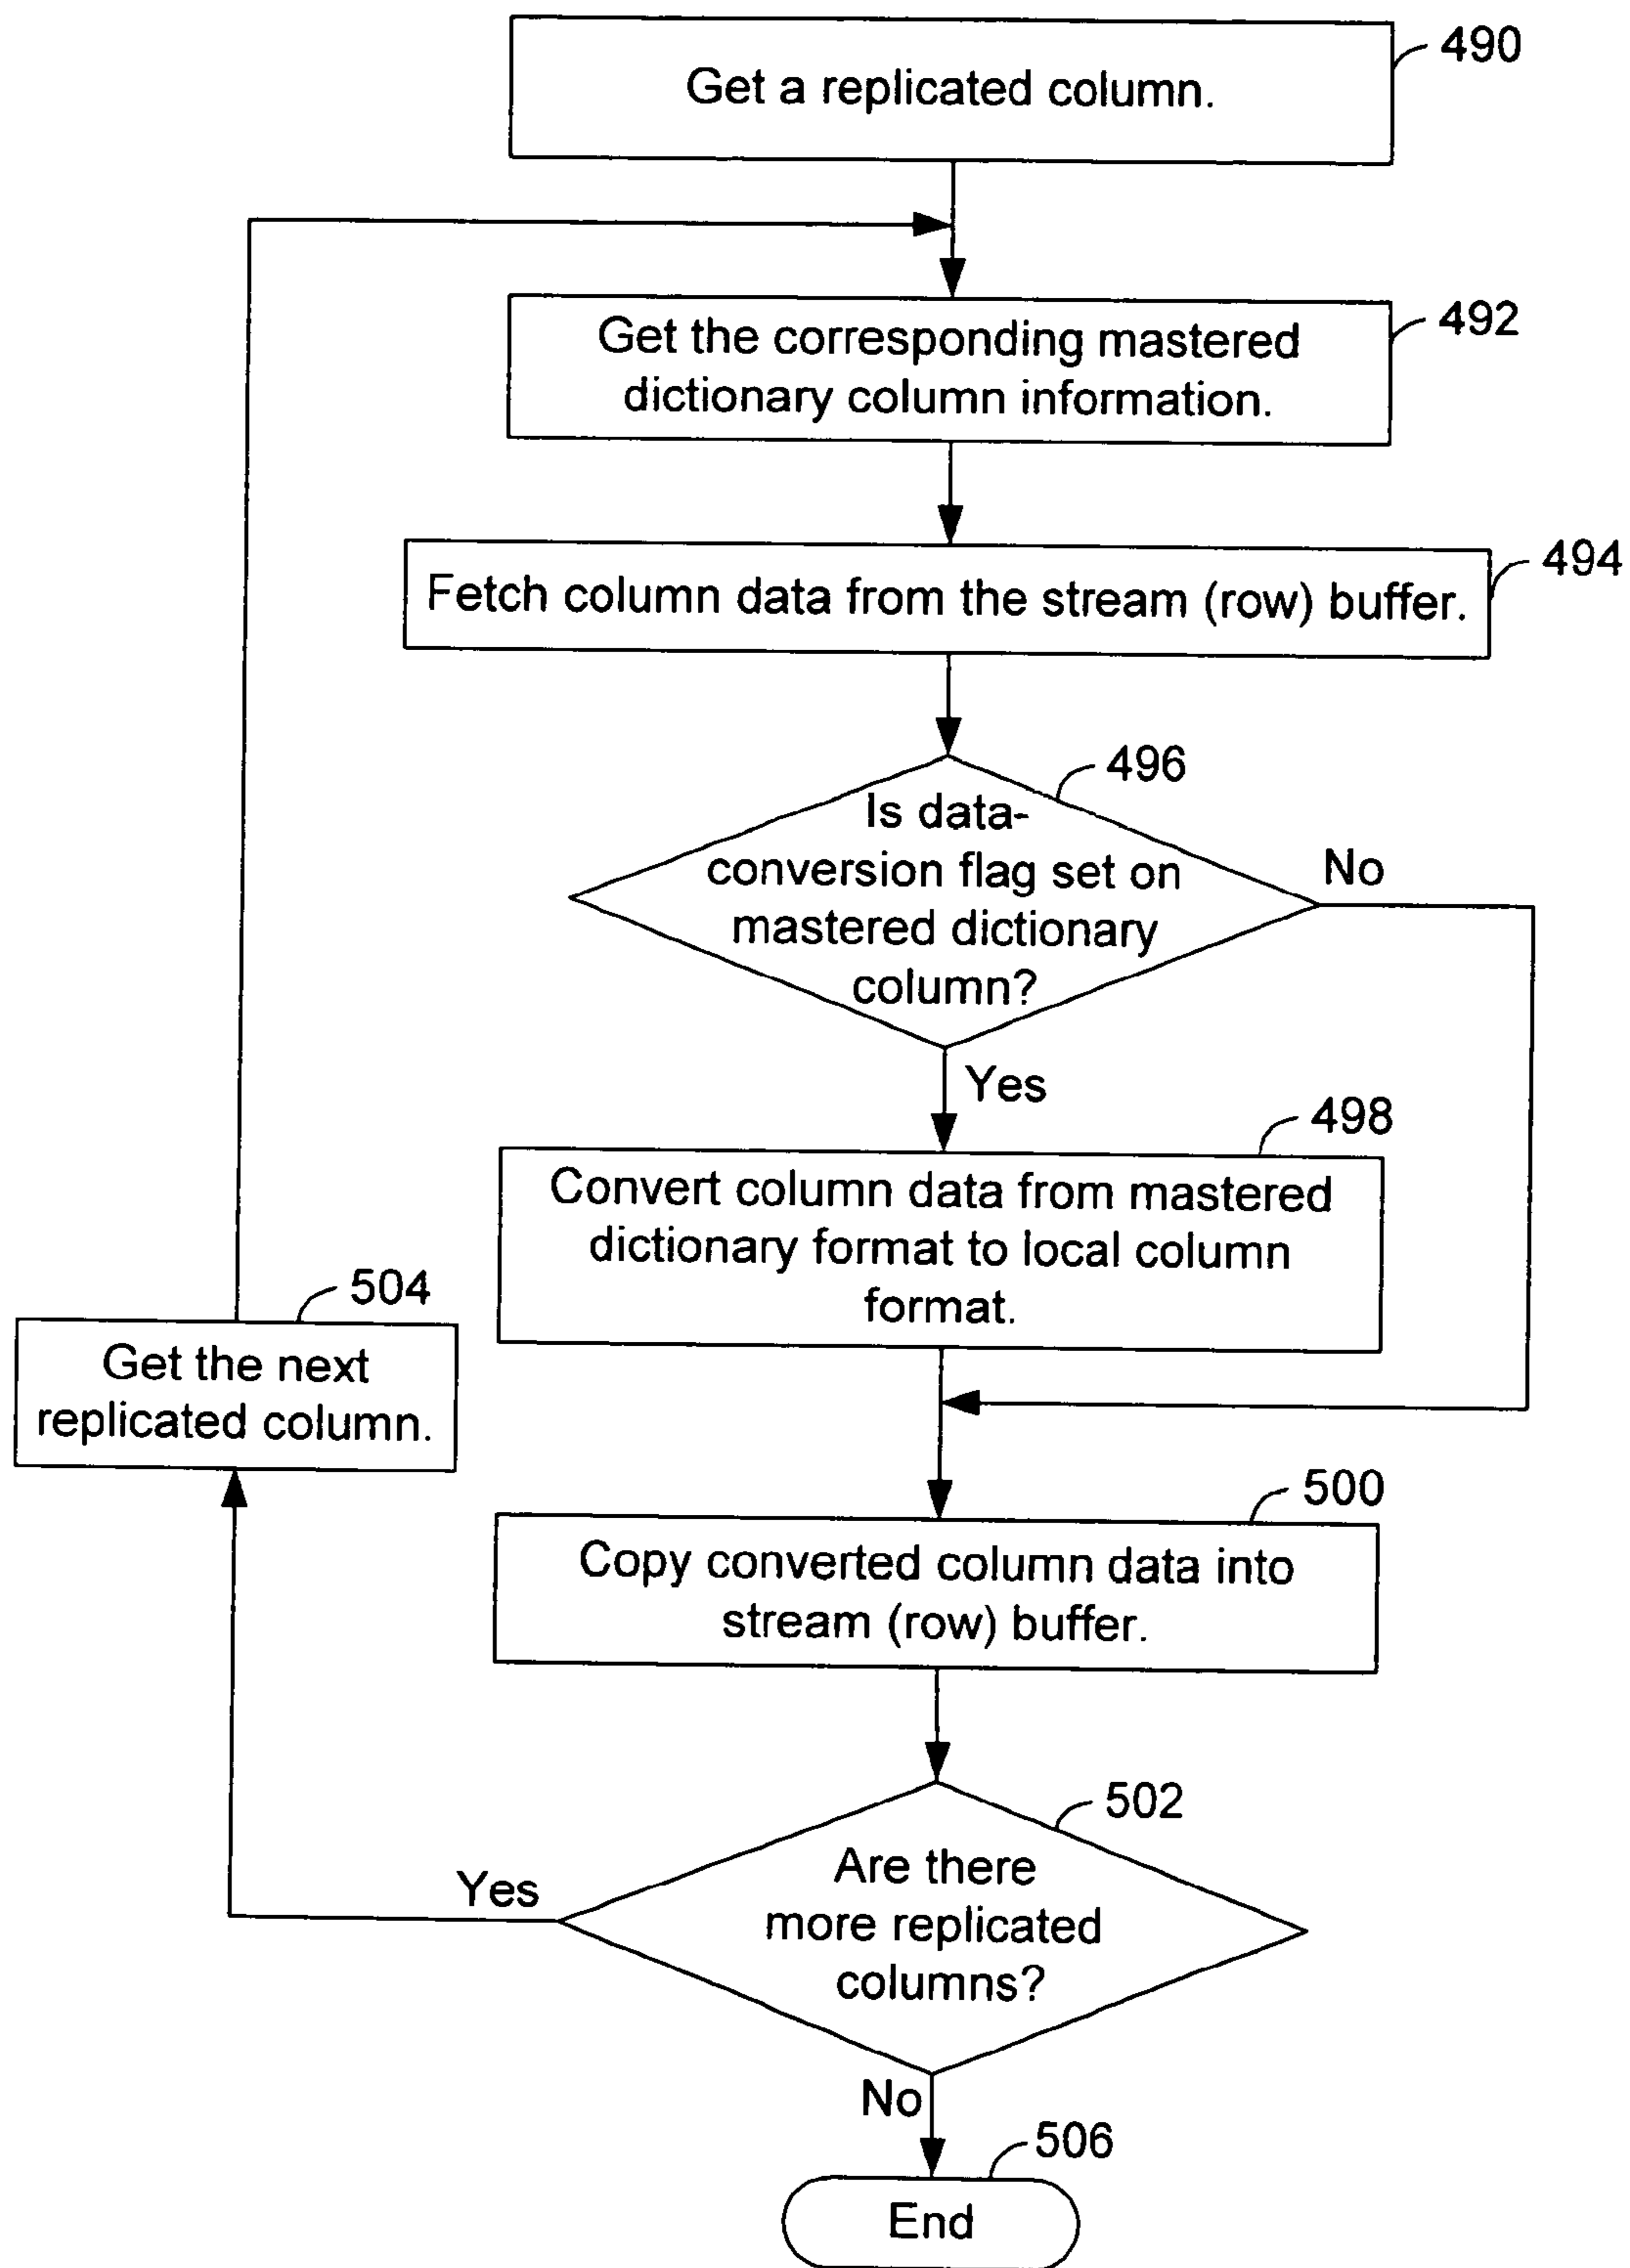 490
Get a replicated column.
492
Get the corresponding mastered
dictionary column information.
494
Fetch column data from the stream (row) buffer.
496
Is data-
conversion flag set on
mastered dictionary
column?
No
Yes
498
Convert column data from mastered
dictionary format to local column
format.
504
Get the next
replicated column.
500
Copy converted column data into
stream (row) buffer.
502
Are there
more replicated
columns?
Yes
No
506
End